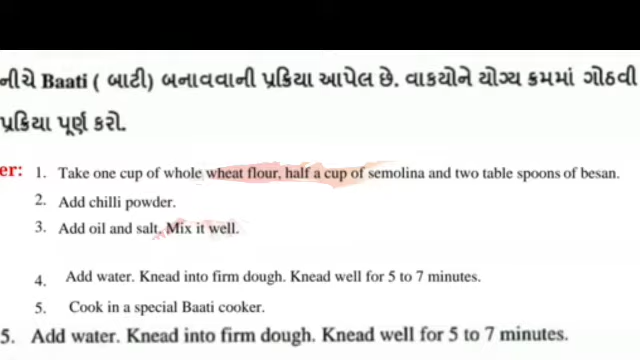 નીચે Baati ( બાટી) બનાવવાની પ્રક્રિયા આપેલ છે. વાકયોને યોગ્ય ક્રમમાં ગોઠવી
પ્રક્રિયા પૂર્ણ કરો.
er: 1. Take one cup of whole wheat flour, half a cup of semolina and two table spoons of besan.
2. Add chilli powder.
3. Add oil and salt. Mix it well.
4. Add water. Knead into firm dough. Knead well for 5 to 7 minutes.
5. Cook in a special Baati cooker.
5. Add water. Knead into firm dough. Knead well for 5 to 7 minutes.